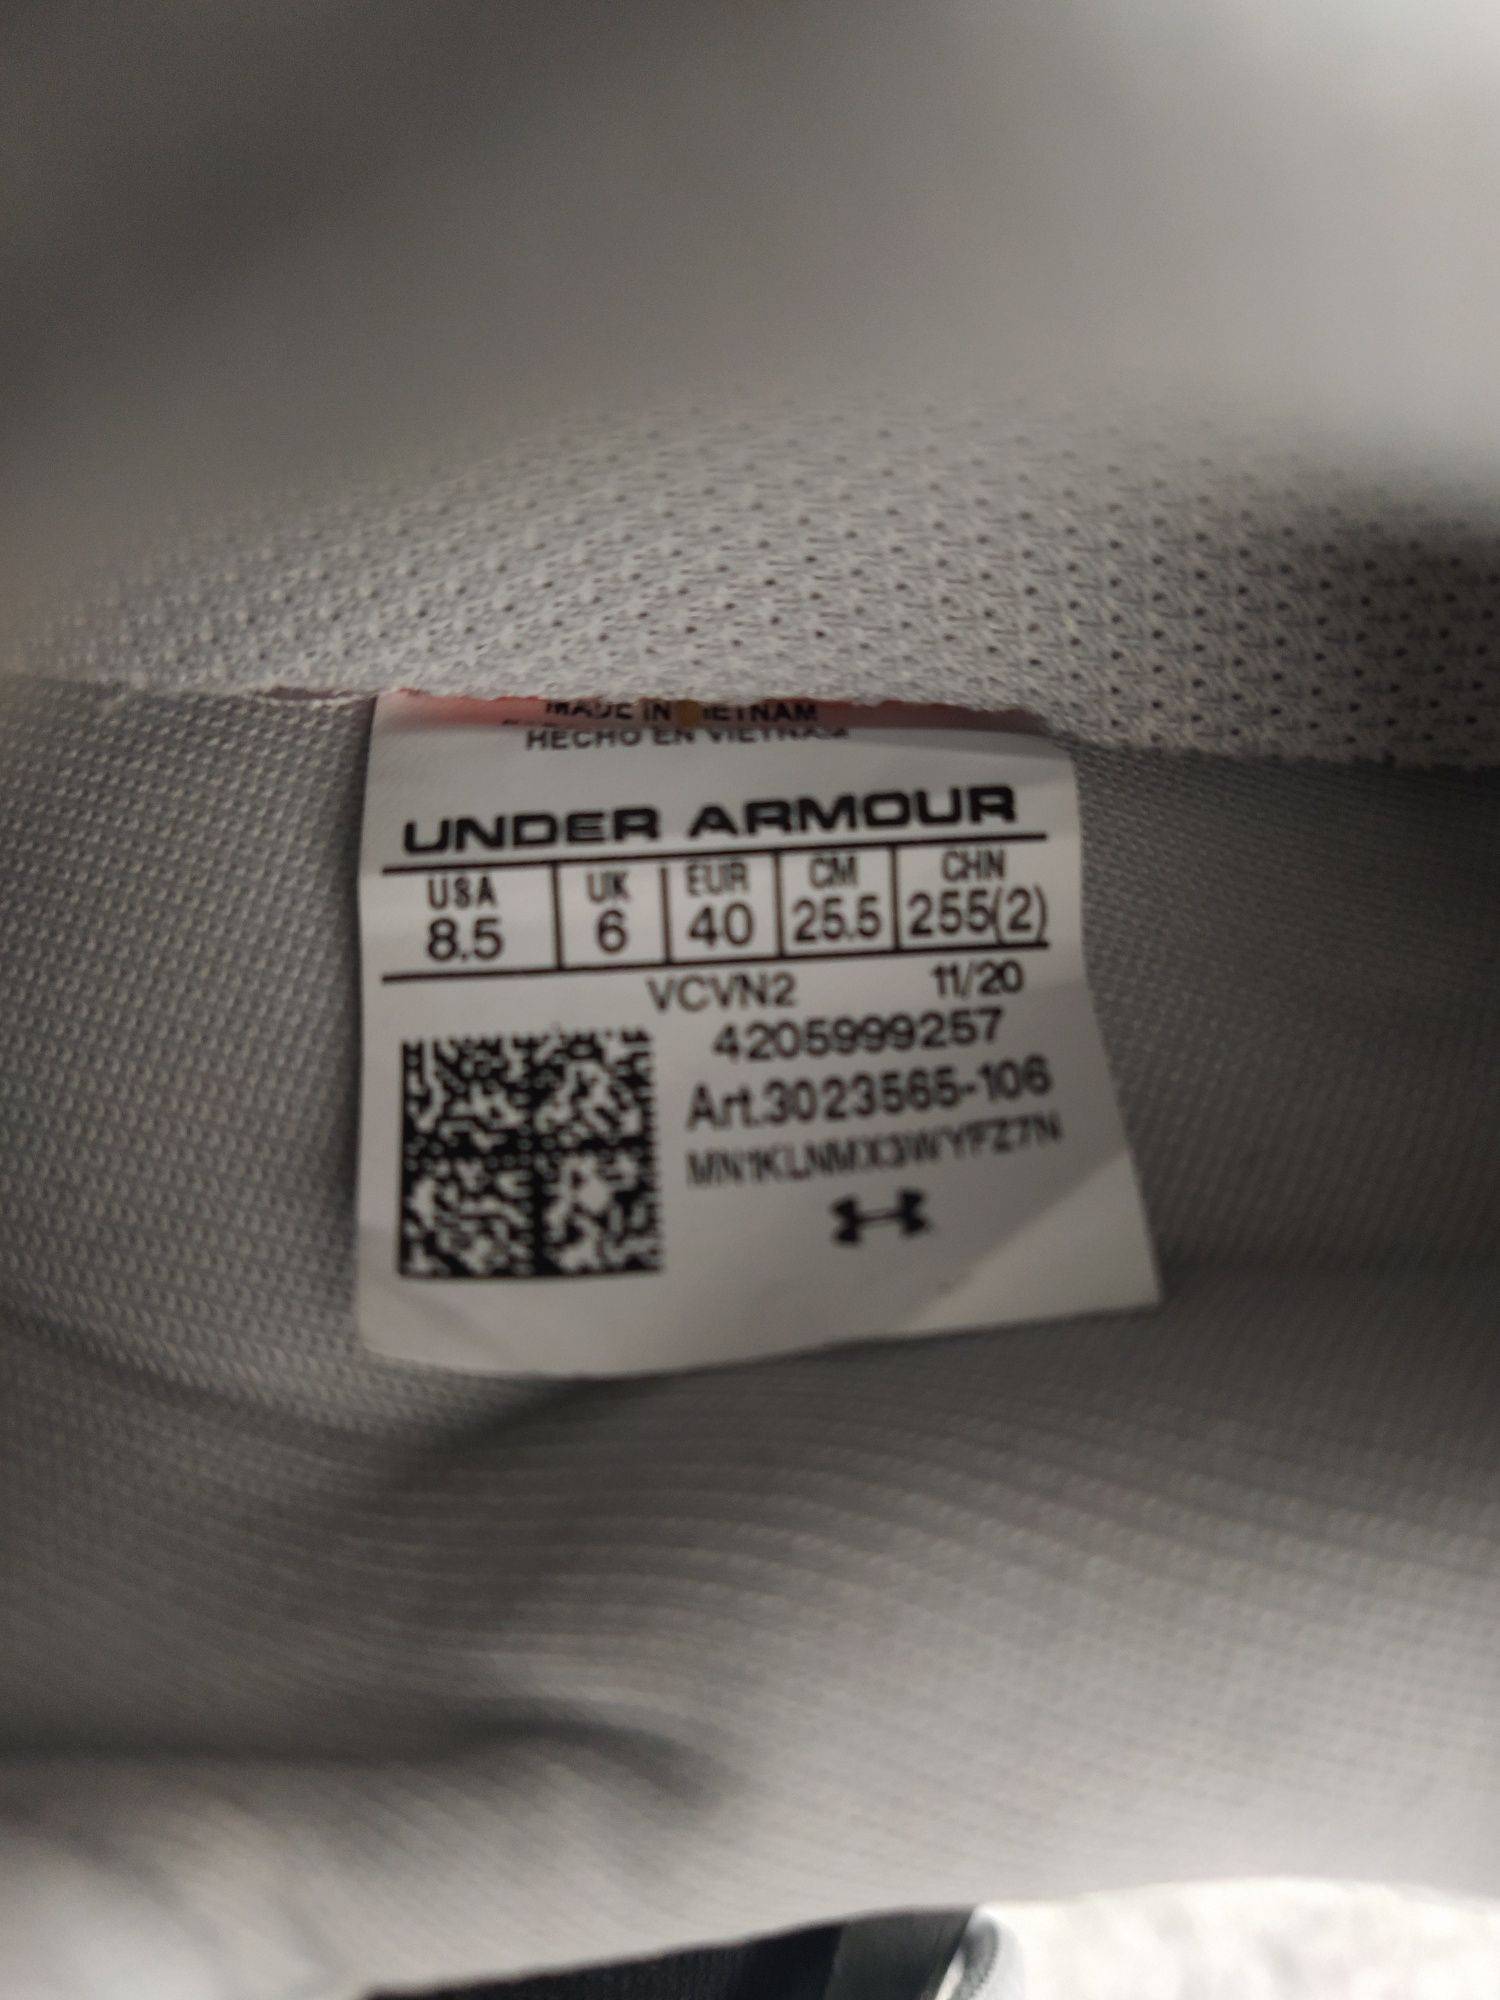 MADE IN VIETNAM
HECHO EN VIETNAM
UNDER ARMOUR
USA UK EUR CM CHN
8.5 6 40 25.5 255(2)
VCVN2 11/20
4205999257
Art.3023565-106
MN1KLNMX3WYFZ7N